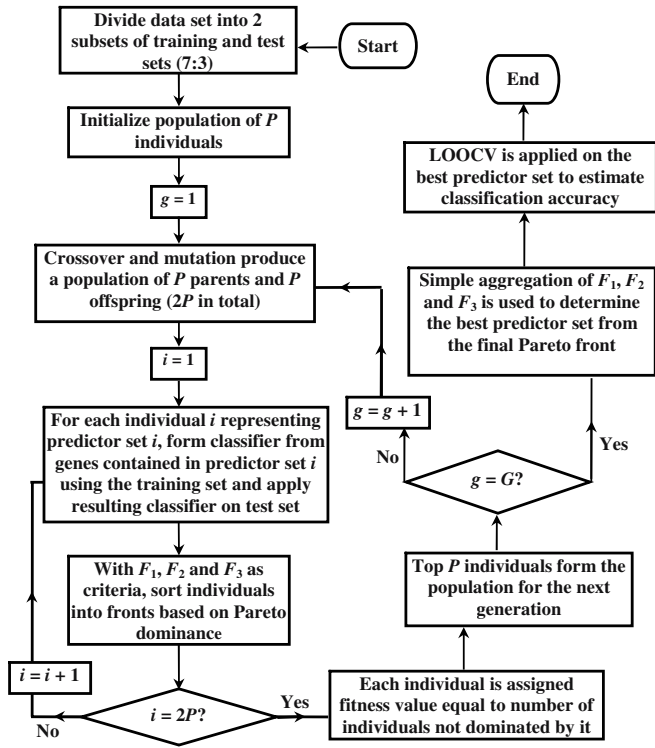 Divide data set into 2
subsets of training and test
sets (7:3)
Start
Initialize population of P
individuals
g = 1
Crossover and mutation produce
a population of P parents and P
offspring (2P in total)
i = 1
For each individual i representing
predictor set i, form classifier from
genes contained in predictor set i
using the training set and apply
resulting classifier on test set
With F₁, F₂ and F₃ as
criteria, sort individuals
into fronts based on Pareto
dominance
i = i + 1
i = 2P?
No
Yes
Each individual is assigned
fitness value equal to number of
individuals not dominated by it
Top P individuals form the
population for the next
generation
g = G?
No
g = g + 1
Yes
Simple aggregation of F₁, F₂
and F₃ is used to determine
the best predictor set from
the final Pareto front
LOOCV is applied on the
best predictor set to estimate
classification accuracy
End